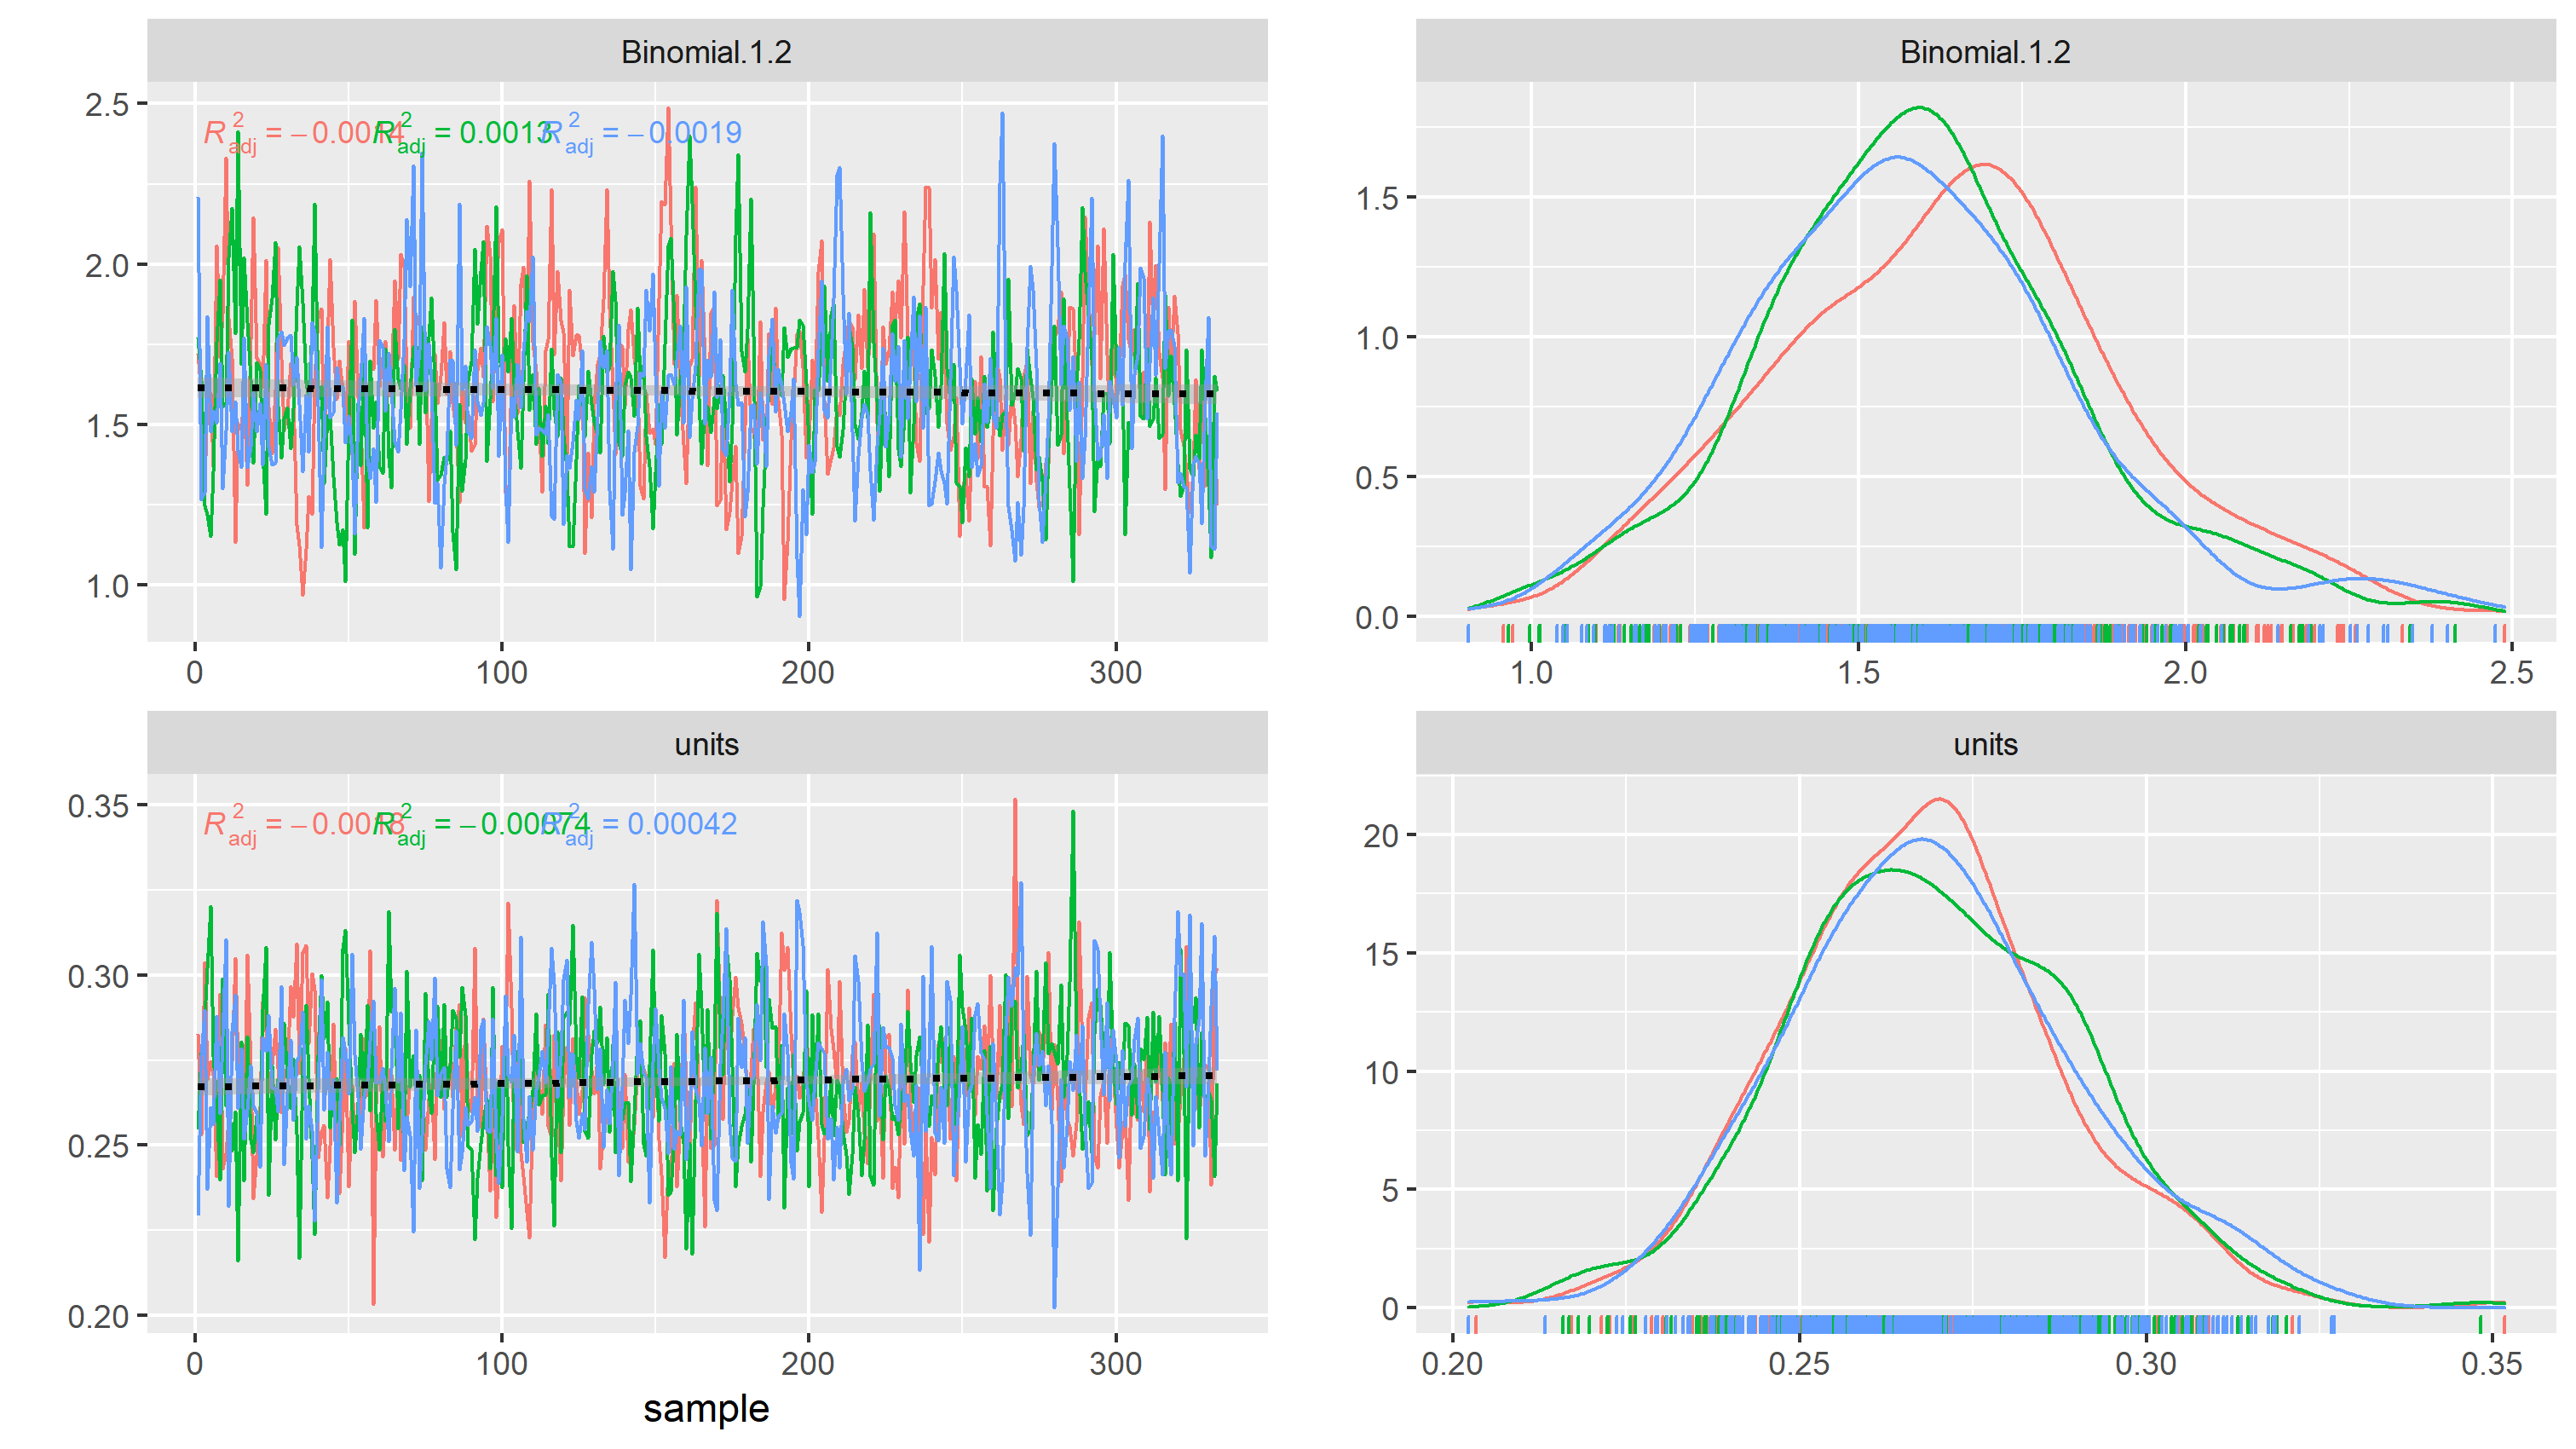 Binomial.1.2
2.5
2.0
1.5
1.0
R²adj = −0.0014 R²adj = 0.0013 R²adj = −0.0019
0 100 200 300
Binomial.1.2
1.5
1.0
0.5
0.0
1.0 1.5 2.0 2.5
units
0.35
0.30
0.25
0.20
R²adj = −0.0018 R²adj = −0.00074 R²adj = 0.00042
0 100 200 300
sample
units
20
15
10
5
0
0.20 0.25 0.30 0.35